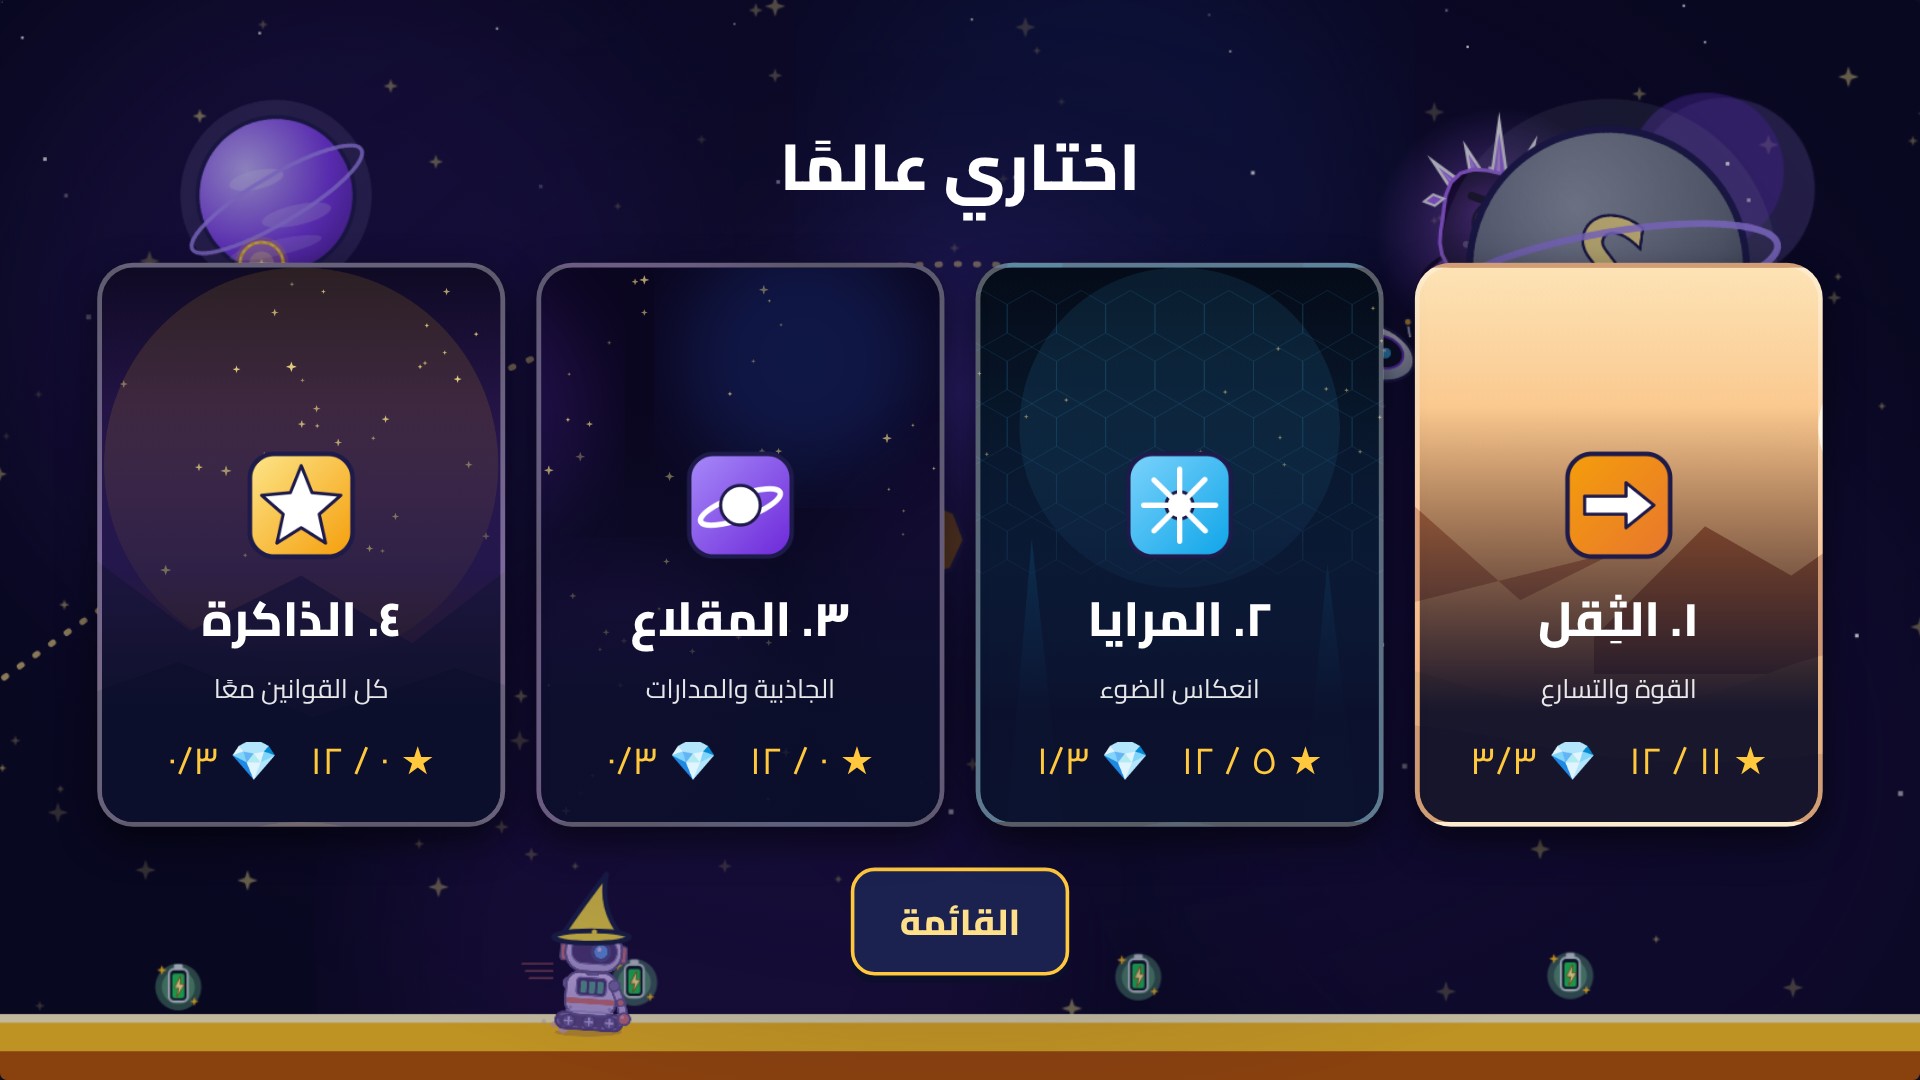 اختاري عالمًا
١. الثِقل
القوة والتسارع
★ ١١ / ١٢ 💎 ٣/٣
٢. المرايا
انعكاس الضوء
★ ٥ / ١٢ 💎 ١/٣
٣. المقلاع
الجاذبية والمدارات
★ ٠ / ١٢ 💎 ٠/٣
٤. الذاكرة
كل القوانين معًا
★ ٠ / ١٢ 💎 ٠/٣
القائمة